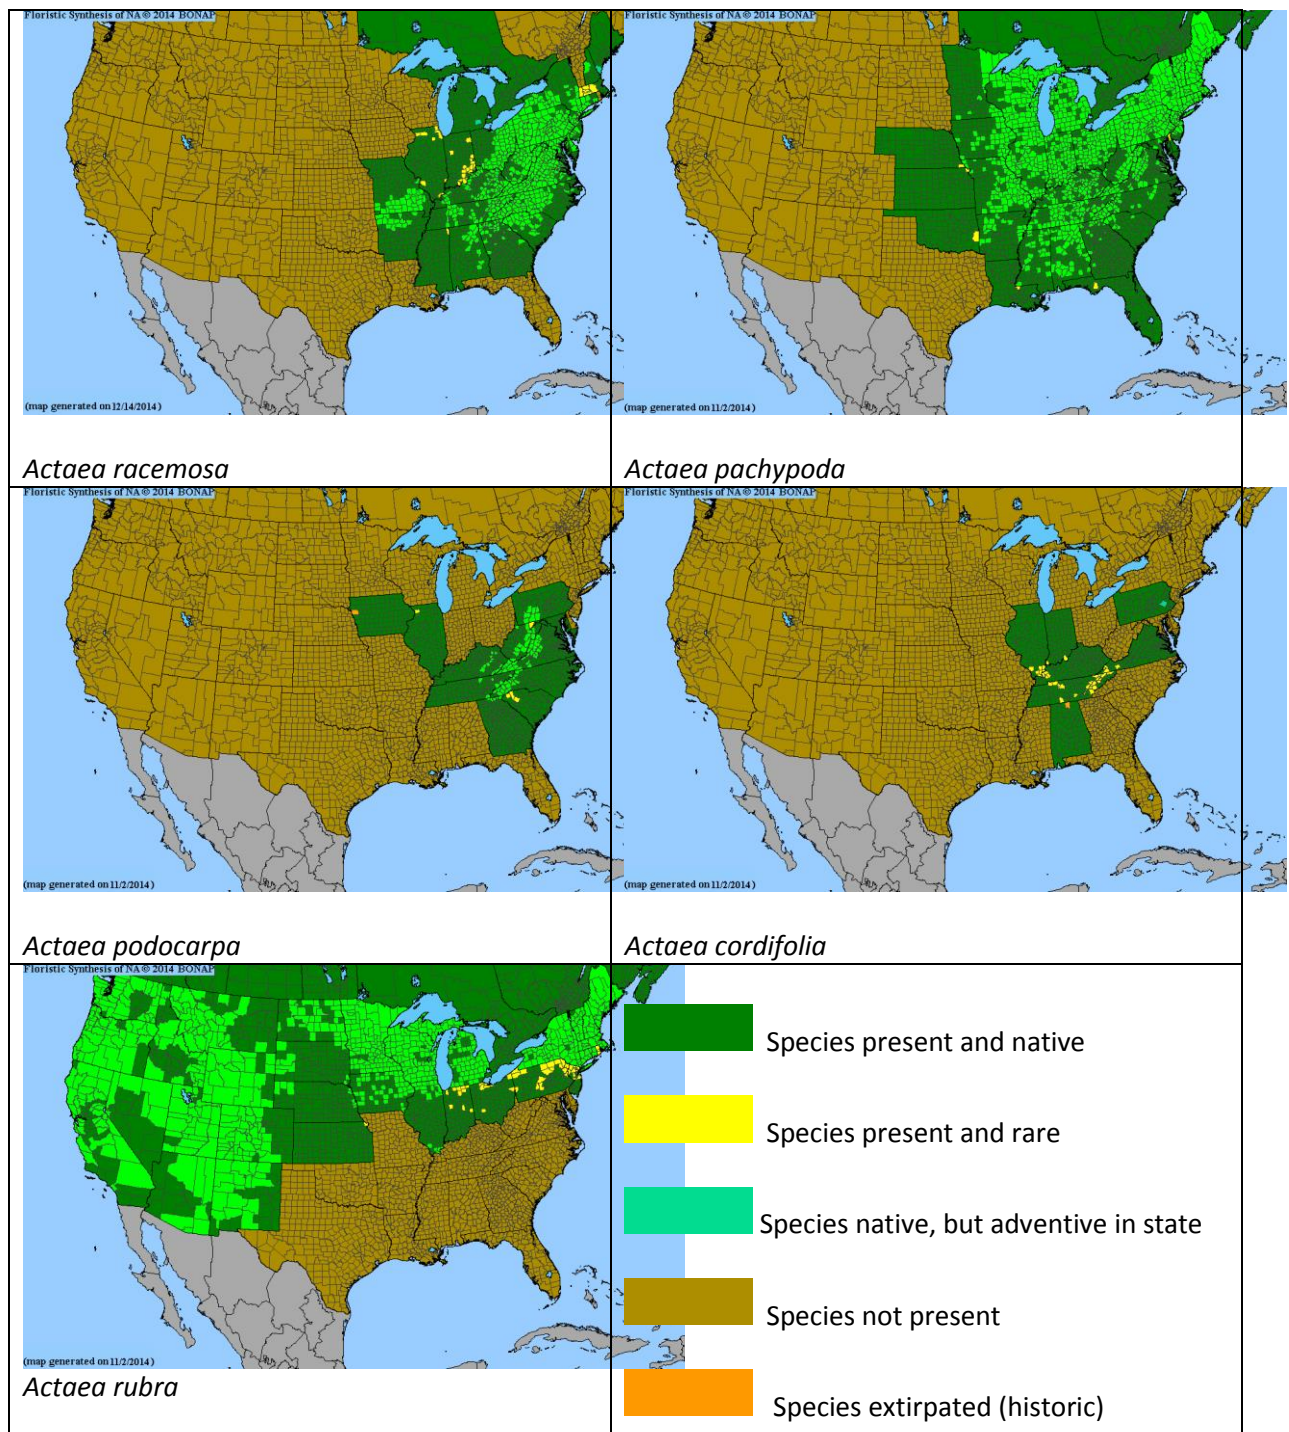 Floristic Synthesis of NA © 2014 BONAP
(map generated on 12/14/2014)
Actaea racemosa
Floristic Synthesis of NA © 2014 BONAP
(map generated on 11/2/2014)
Actaea pachypoda
Floristic Synthesis of NA © 2014 BONAP
(map generated on 11/2/2014)
Actaea podocarpa
Floristic Synthesis of NA © 2014 BONAP
(map generated on 11/2/2014)
Actaea cordifolia
Floristic Synthesis of NA © 2014 BONAP
(map generated on 11/2/2014)
Actaea rubra
Species present and native
Species present and rare
Species native, but adventive in state
Species not present
Species extirpated (historic)